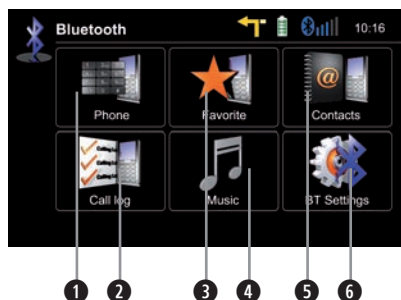 Bluetooth 10:16
Phone Favorite Contacts
@
Call log Music BT Settings
1 2 3 4 5 6